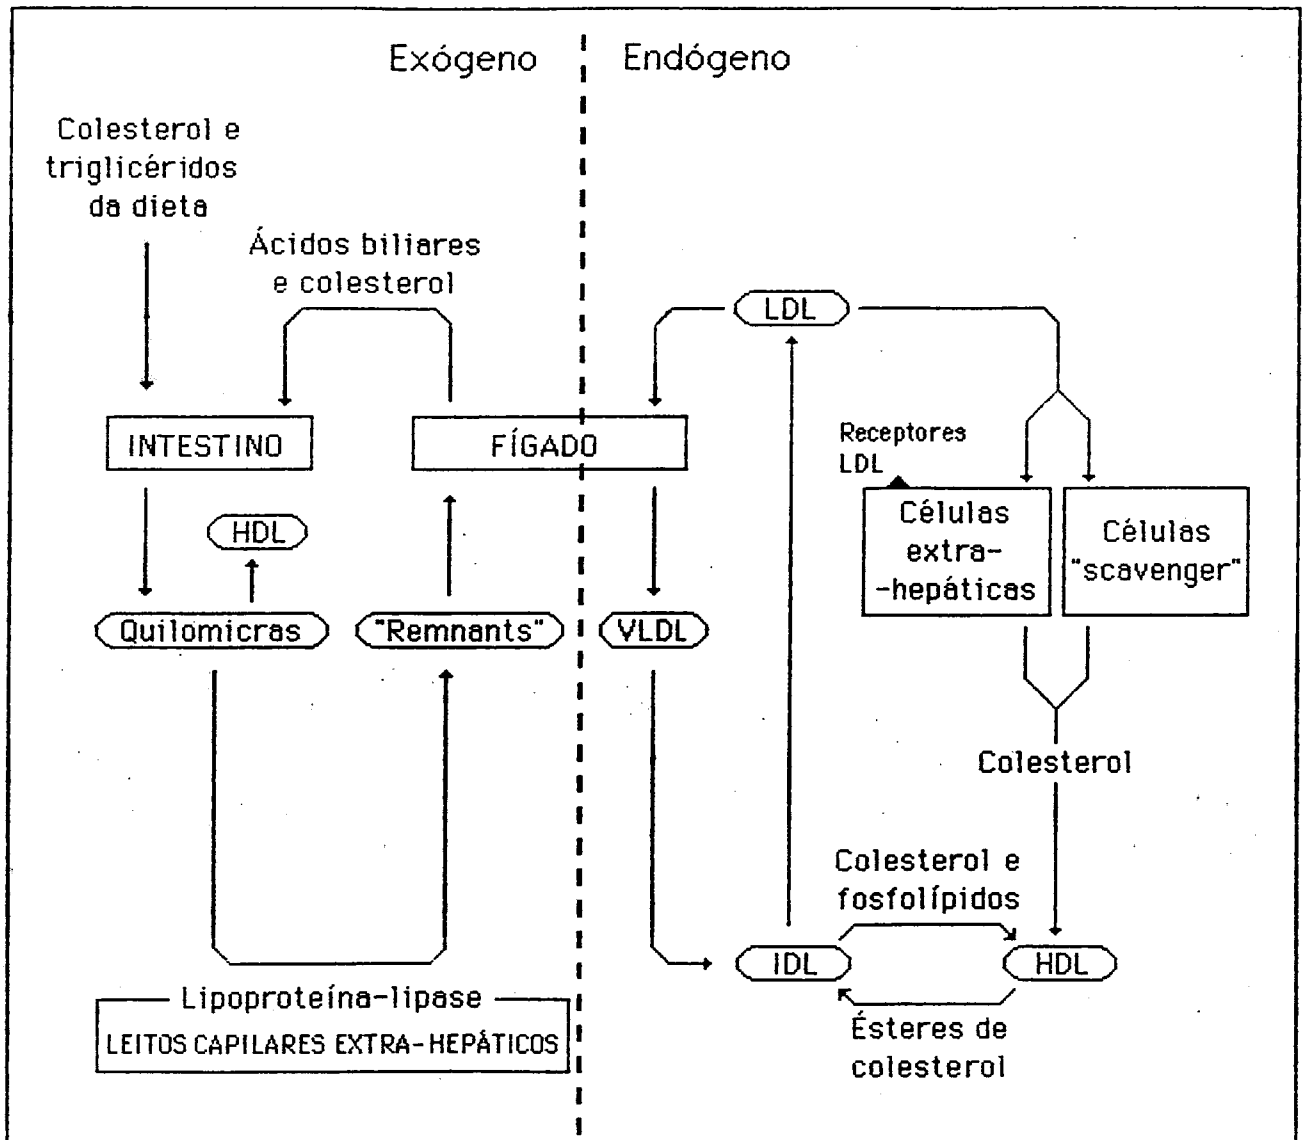 Exógeno
Endógeno
Colesterol e
triglicéridos
da dieta
Ácidos biliares
e colesterol
LDL
INTESTINO
FÍGADO
Receptores
LDL
HDL
Células
extra-
-hepáticas
Células
"scavenger"
Quilomicras
"Remnants"
VLDL
Colesterol
Colesterol e
fosfolípidos
IDL
HDL
Lipoproteína-lipase
LEITOS CAPILARES EXTRA-HEPÁTICOS
Ésteres de
colesterol